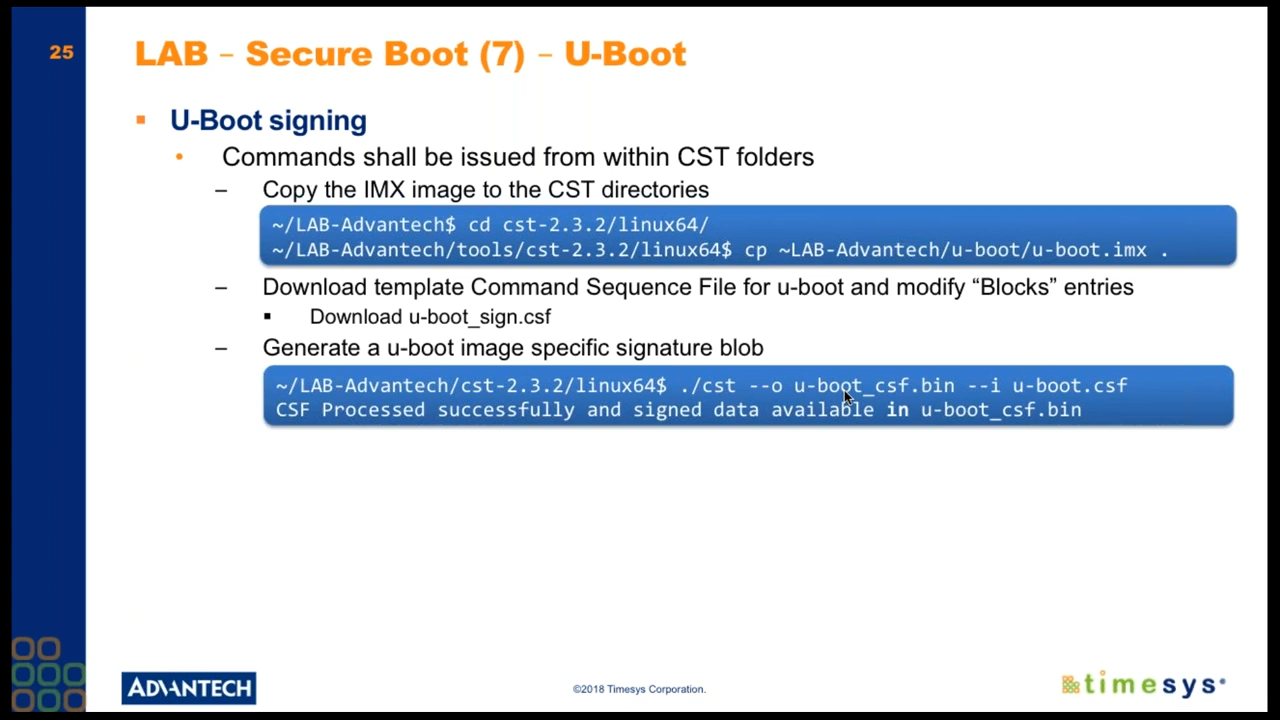 25
LAB – Secure Boot (7) – U-Boot
U-Boot signing
Commands shall be issued from within CST folders
– Copy the IMX image to the CST directories
~/LAB-Advantech$ cd cst-2.3.2/linux64/
~/LAB-Advantech/tools/cst-2.3.2/linux64$ cp ~LAB-Advantech/u-boot/u-boot.imx .
– Download template Command Sequence File for u-boot and modify “Blocks” entries
Download u-boot_sign.csf
– Generate a u-boot image specific signature blob
~/LAB-Advantech/cst-2.3.2/linux64$ ./cst --o u-boot_csf.bin --i u-boot.csf
CSF Processed successfully and signed data available in u-boot_csf.bin
ADVANTECH
©2018 Timesys Corporation.
timesys